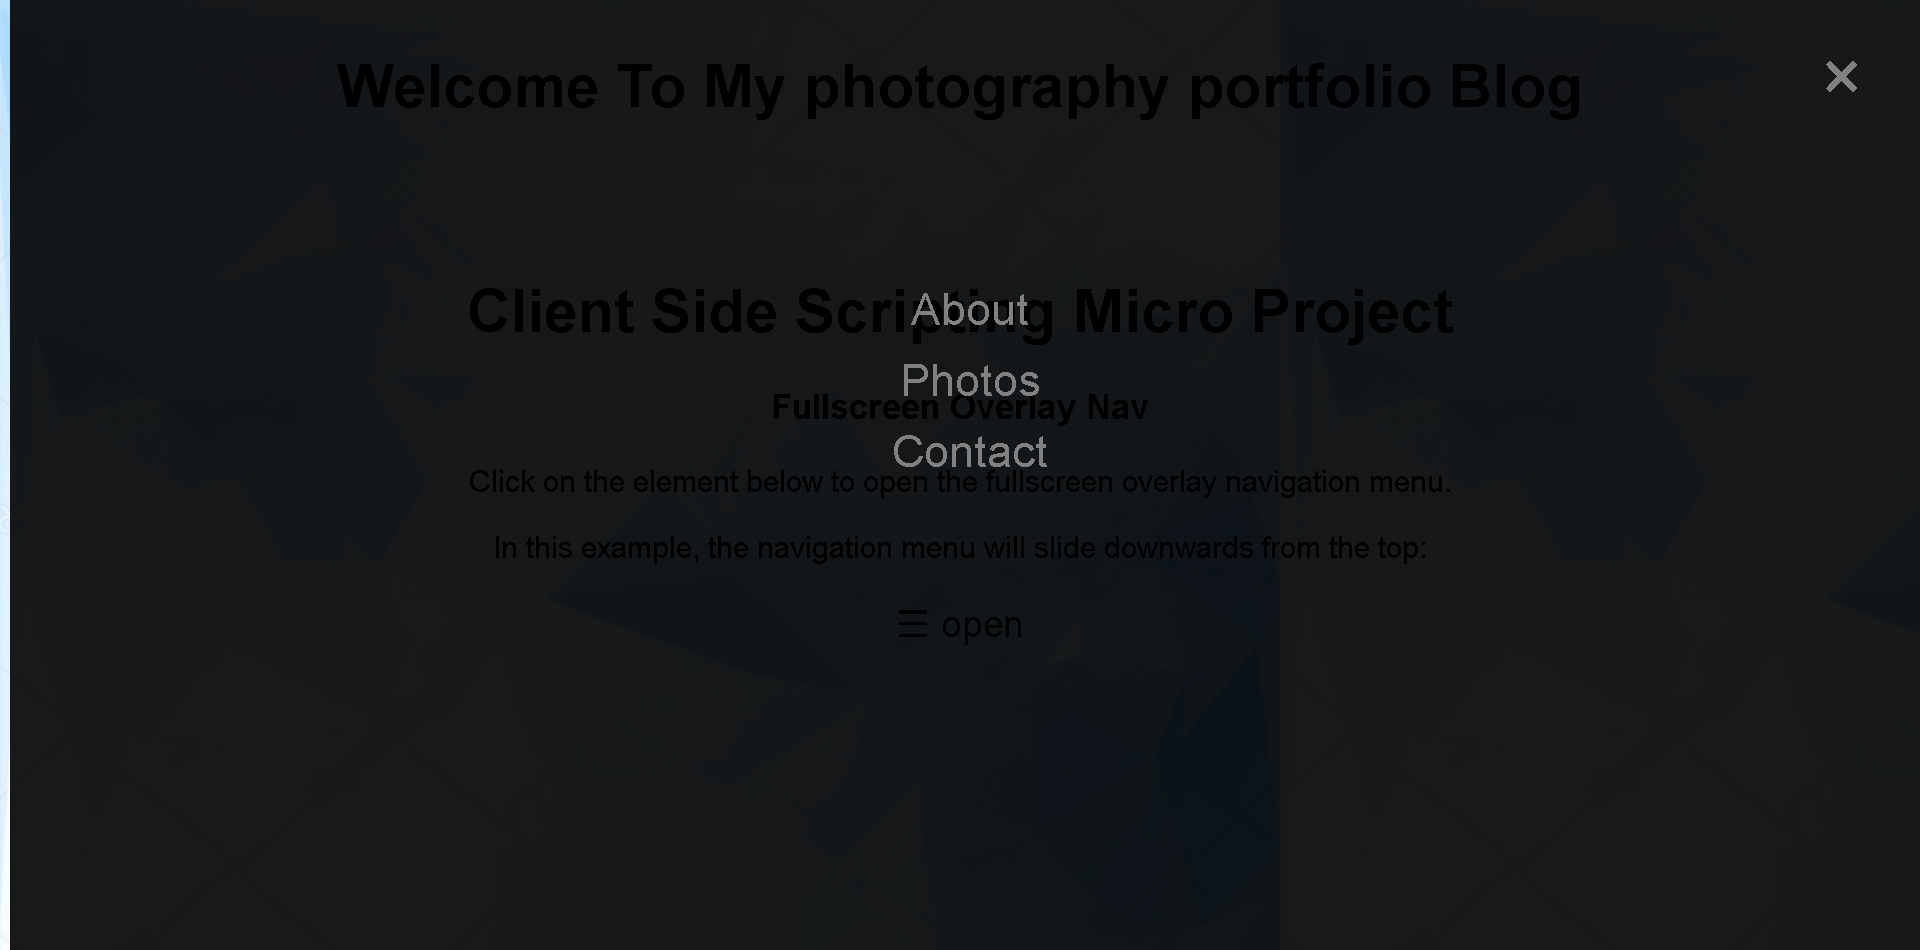 Welcome To My photography portfolio Blog
×
Client Side Scripting Micro Project
About
Photos
Fullscreen Overlay Nav
Contact
Click on the element below to open the fullscreen overlay navigation menu.
In this example, the navigation menu will slide downwards from the top:
☰ open